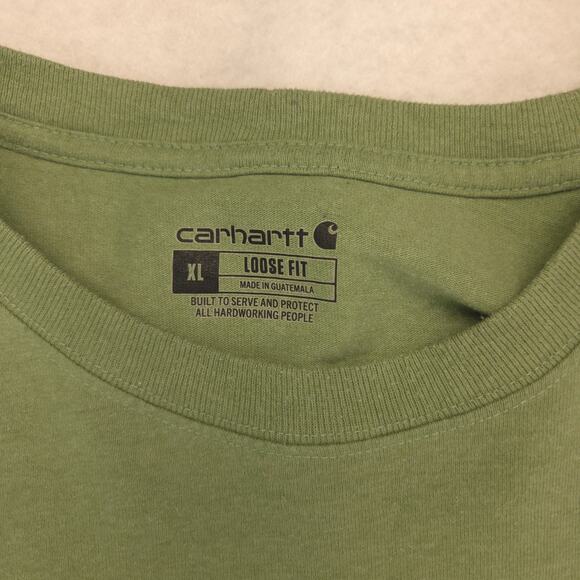 carhartt
XL LOOSE FIT
MADE IN GUATEMALA
BUILT TO SERVE AND PROTECT
ALL HARDWORKING PEOPLE